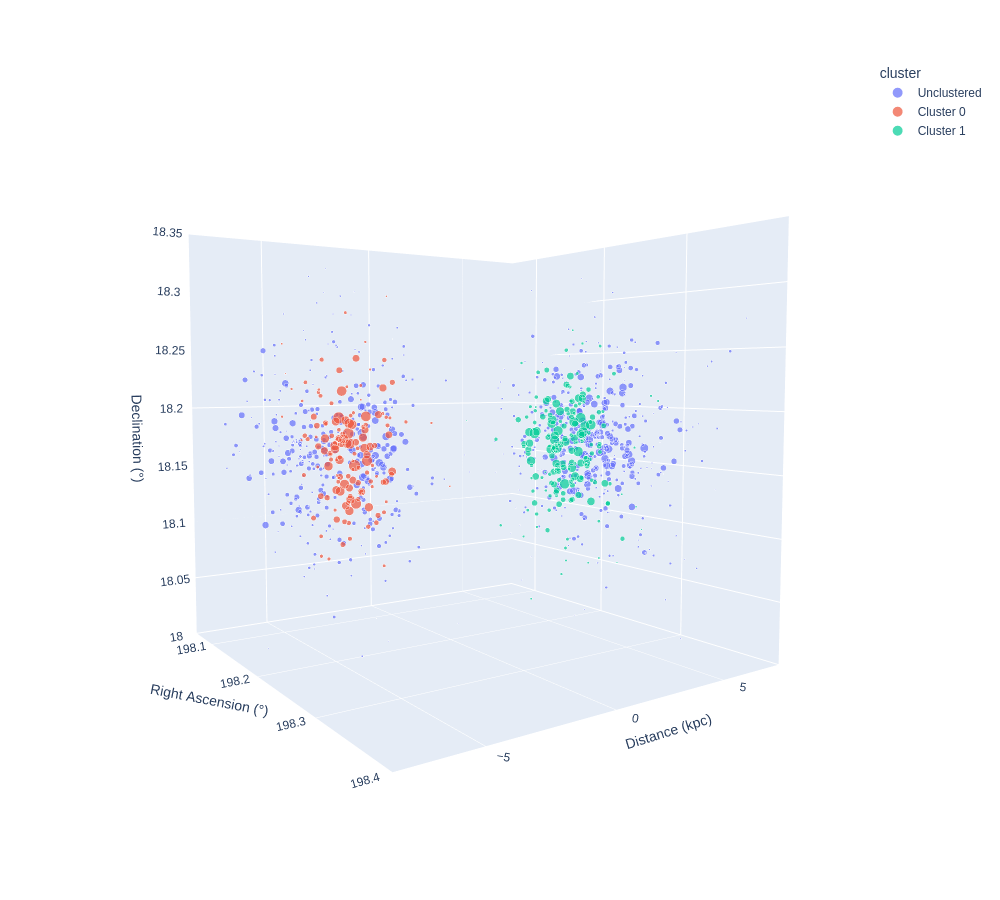 cluster
Unclustered
Cluster 0
Cluster 1
18.35
18.3
18.25
18.2
18.15
18.1
18.05
18
Declination (°)
198.1
198.2
198.3
198.4
Right Ascension (°)
−5
0
5
Distance (kpc)